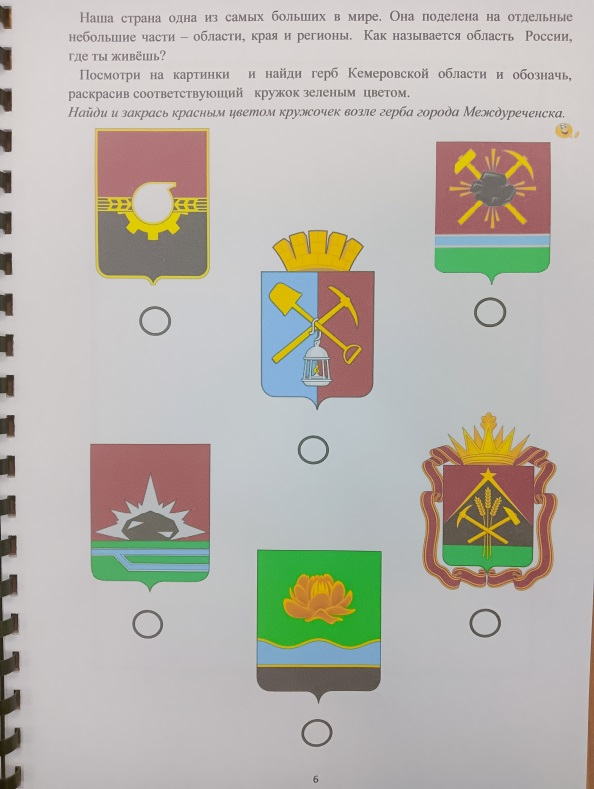 Наша страна одна из самых больших в мире. Она поделена на отдельные
небольшие части – области, края и регионы. Как называется область России,
где ты живёшь?
Посмотри на картинки и найди герб Кемеровской области и обозначь,
раскрасив соответствующий кружок зеленым цветом.
Найди и закрась красным цветом кружочек возле герба города Междуреченска.
6